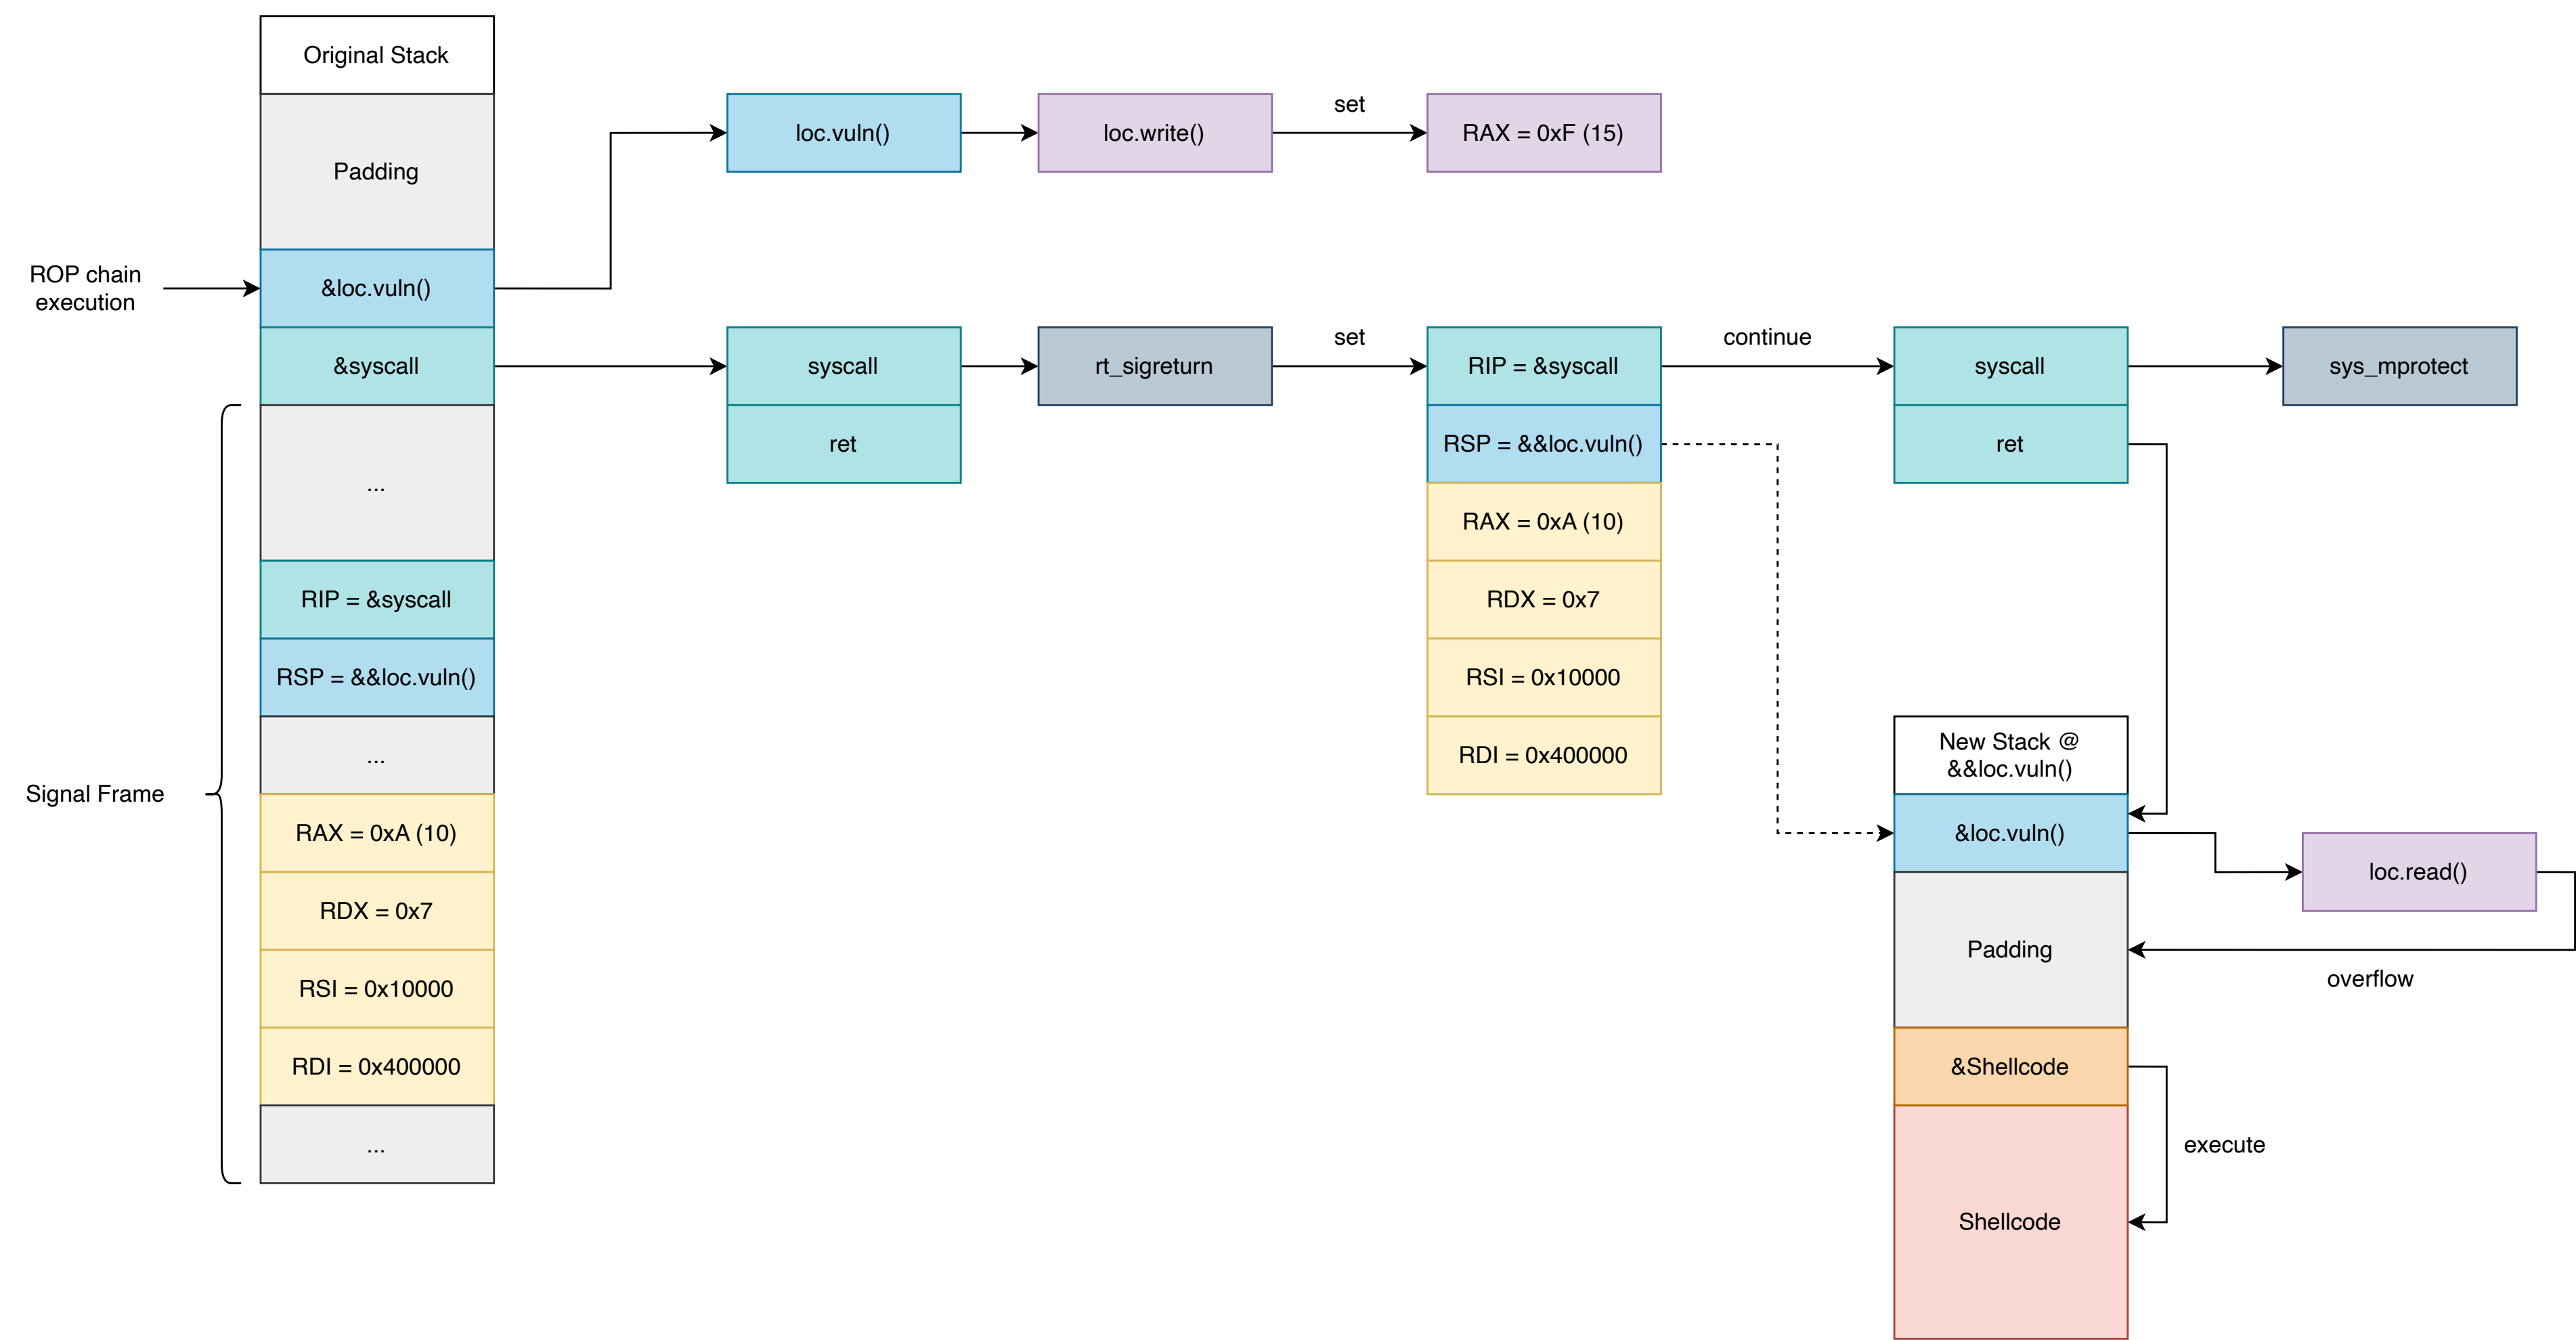 Original Stack
Padding
ROP chain
execution
&loc.vuln()
&syscall
...
RIP = &syscall
RSP = &&loc.vuln()
...
Signal Frame
RAX = 0xA (10)
RDX = 0x7
RSI = 0x10000
RDI = 0x400000
...
loc.vuln()
loc.write()
set
RAX = 0xF (15)
syscall
ret
rt_sigreturn
set
RIP = &syscall
RSP = &&loc.vuln()
RAX = 0xA (10)
RDX = 0x7
RSI = 0x10000
RDI = 0x400000
continue
syscall
ret
sys_mprotect
New Stack @
&&loc.vuln()
&loc.vuln()
loc.read()
Padding
overflow
&Shellcode
execute
Shellcode